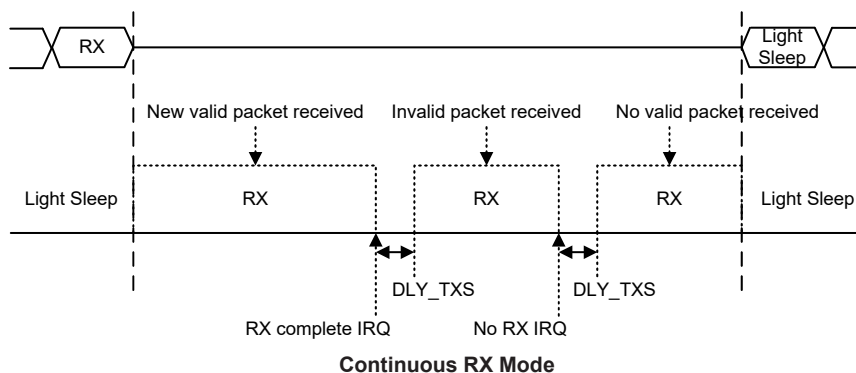 RX
Light
Sleep
New valid packet received
Invalid packet received
No valid packet received
Light Sleep
RX
RX
RX
Light Sleep
DLY_TXS
DLY_TXS
RX complete IRQ
No RX IRQ
Continuous RX Mode